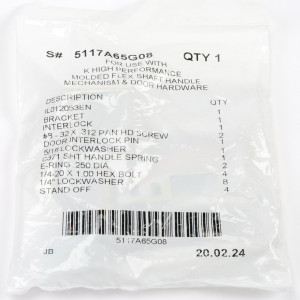 S# 5117A65G08 QTY 1
FOR USE WITH
K HIGH PERFORMANCE
MOLDED FLEX SHAFT HANDLE
MECHANISM & DOOR HARDWARE
DESCRIPTION QTY
IL012053EN 1
BRACKET 1
INTERLOCK 1
#6-32 X .312 PAN HD SCREW 2
DOOR INTERLOCK PIN 1
LOCKWASHER
SHT HANDLE SPRING 1
E-RING .250 DIA 2
1/4-20 X 1.00 HEX BOLT 4
1/4" LOCKWASHER 8
STAND OFF 4
5117A65G08
JB 20.02.24